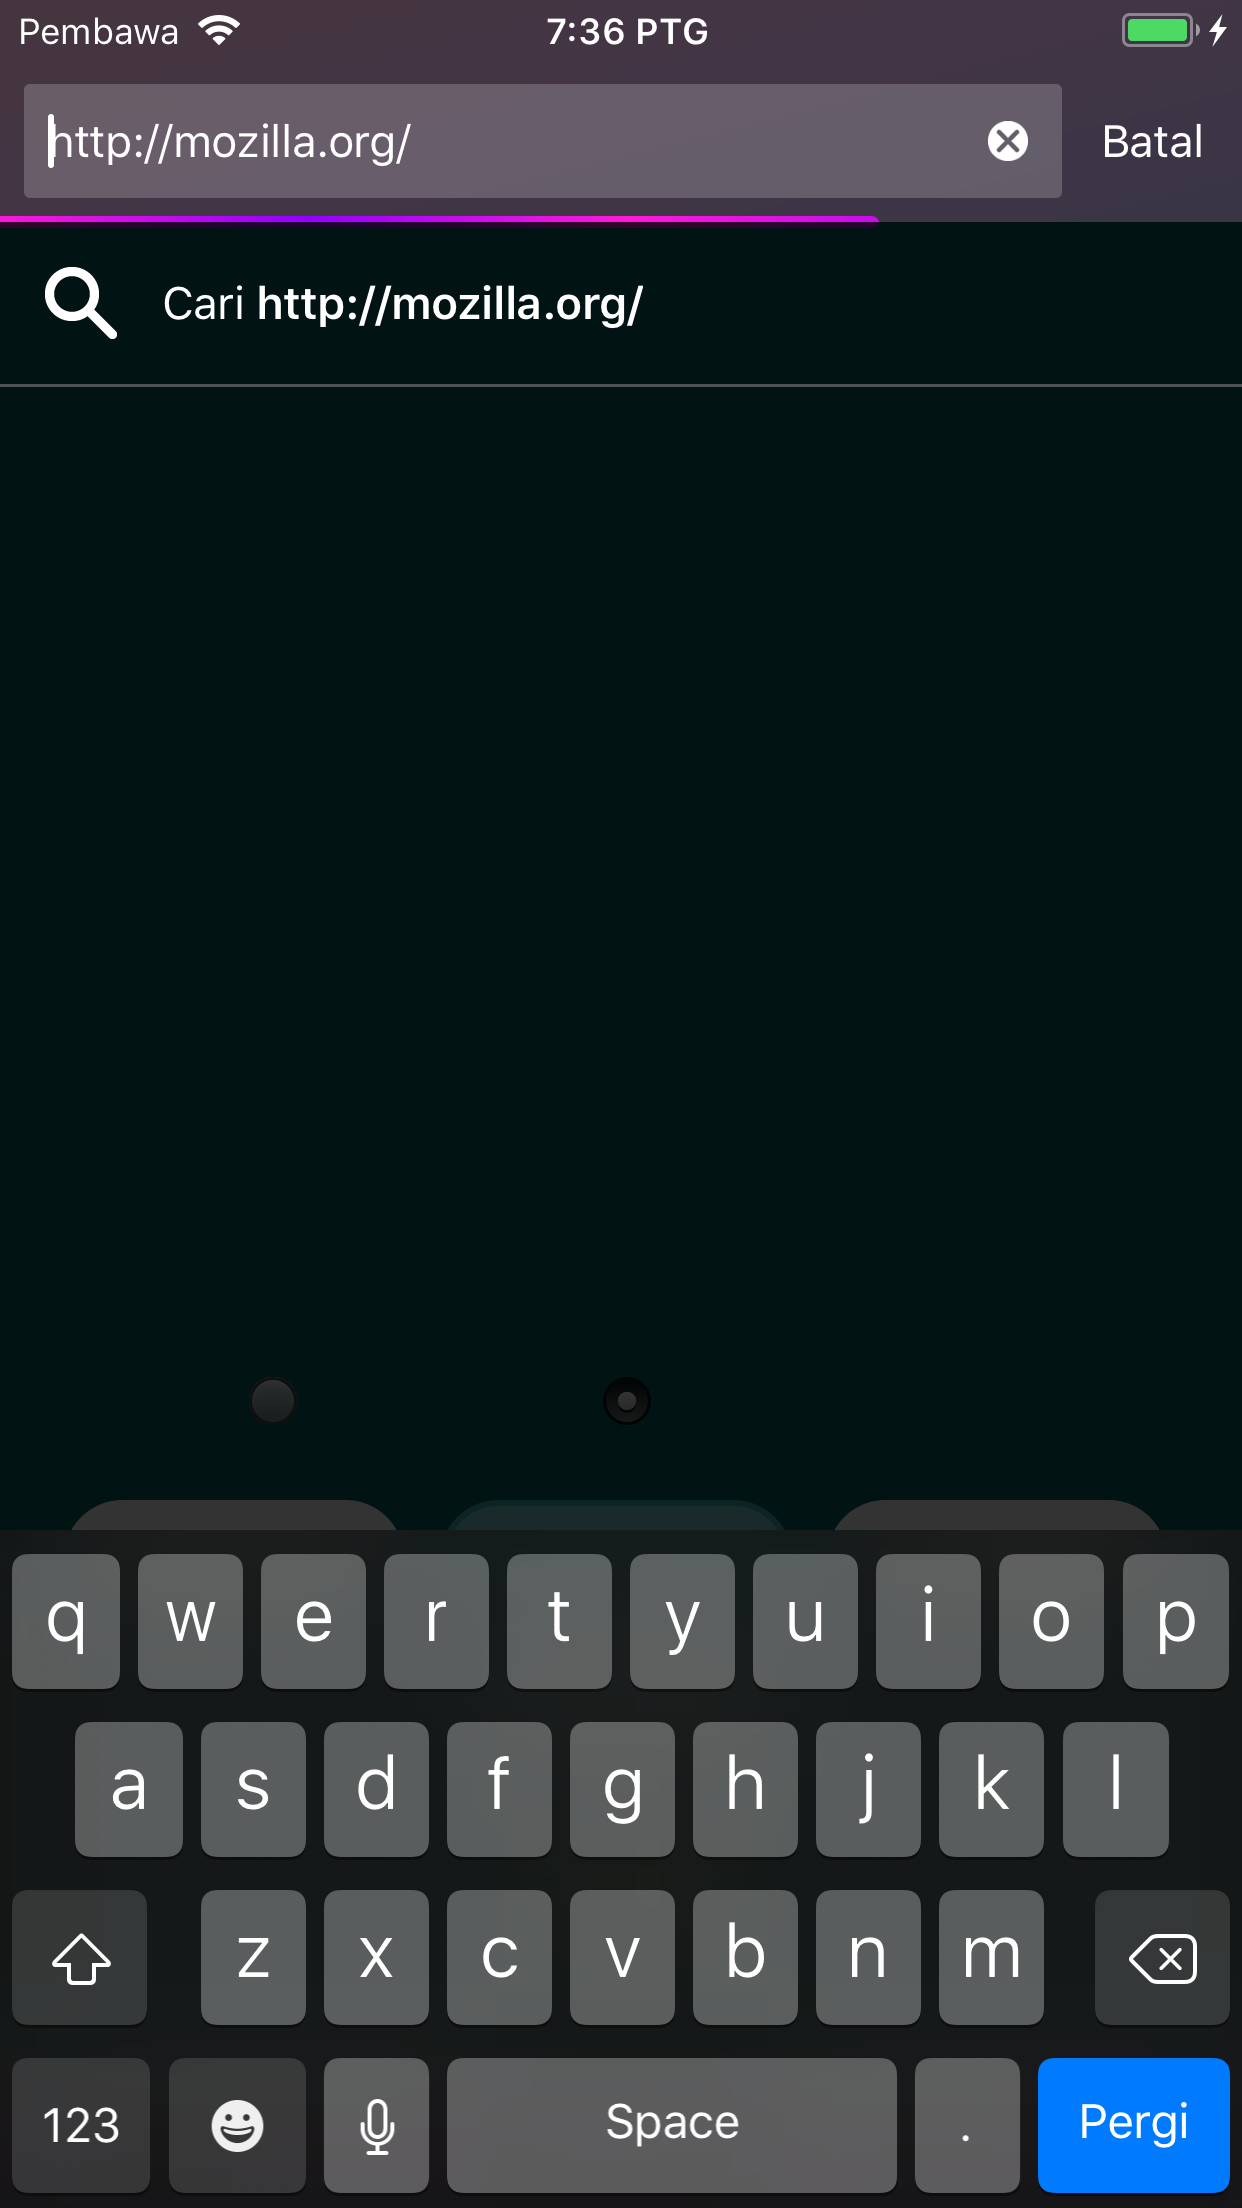 Pembawa 7:36 PTG
http://mozilla.org/ Batal
Cari http://mozilla.org/
q w e r t y u i o p
a s d f g h j k l
z x c v b n m
123 Space . Pergi